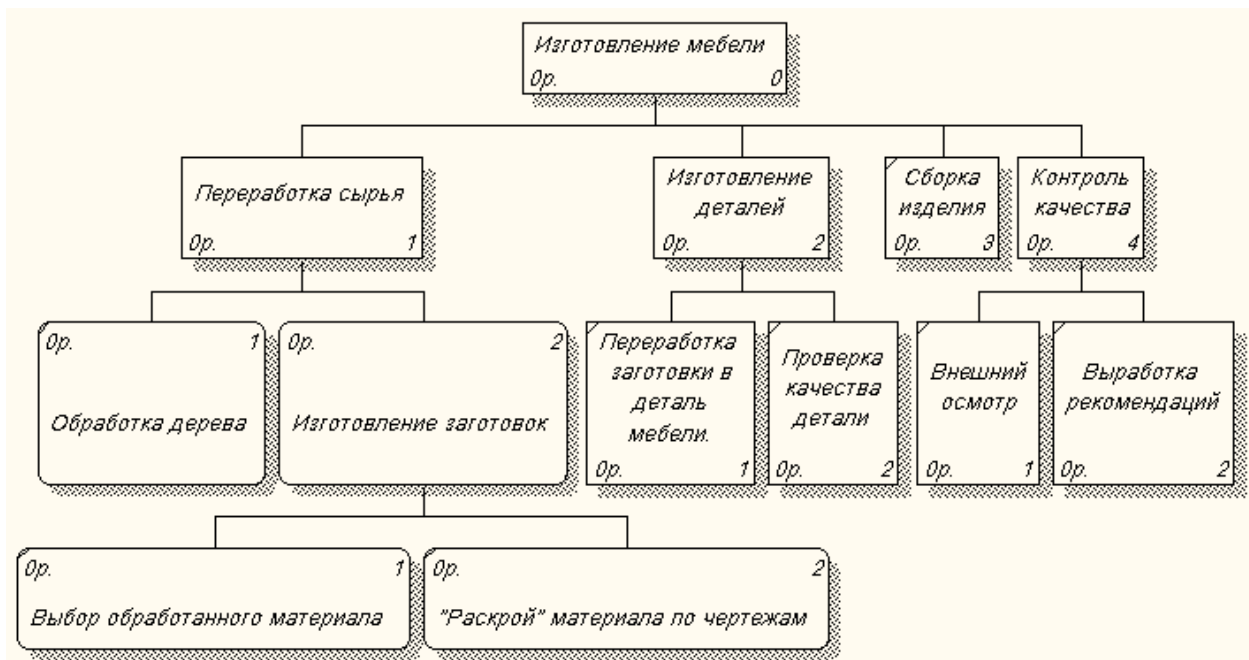 Изготовление мебели
0р. 0
Переработка сырья
0р. 1
Изготовление
деталей
0р. 2
Сборка
изделия
0р. 3
Контроль
качества
0р. 4
0р. 1
Обработка дерева
0р. 2
Изготовление заготовок
Переработка
заготовки в
деталь
мебели.
0р. 1
Проверка
качества
детали
0р. 2
Внешний
осмотр
0р. 1
Выработка
рекомендаций
0р. 2
0р. 1
Выбор обработанного материала
0р. 2
"Раскрой" материала по чертежам